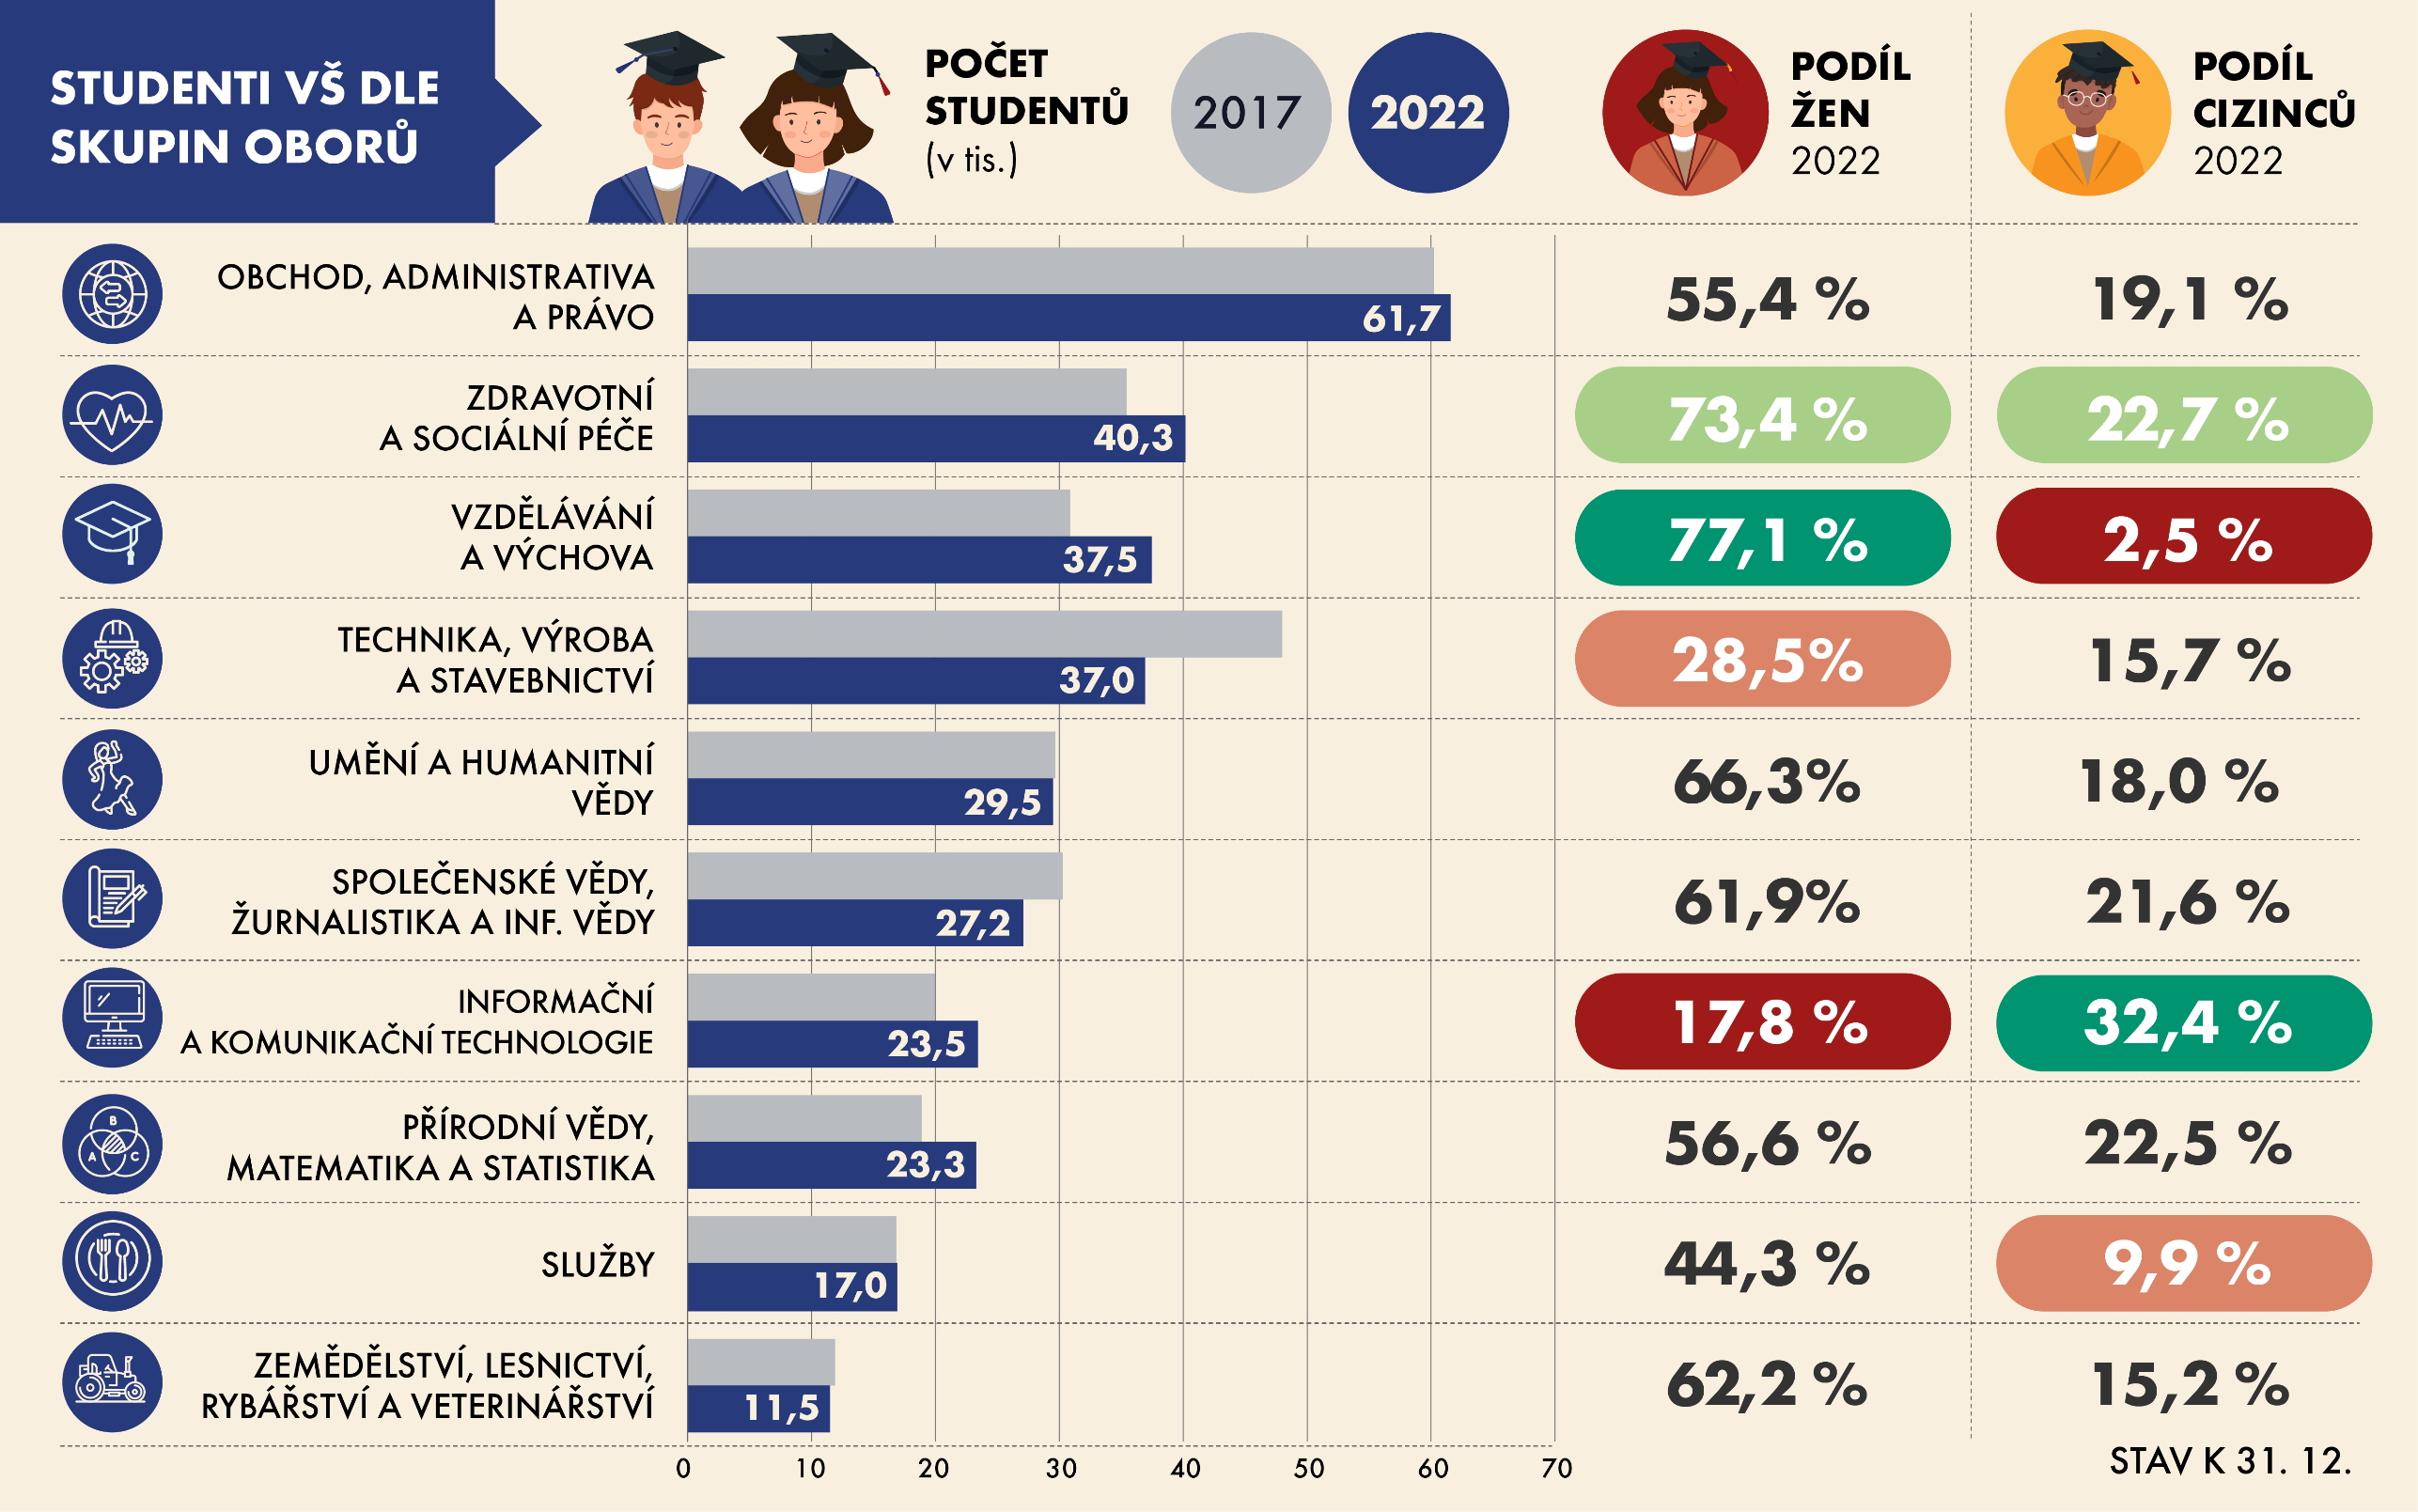 STUDENTI VŠ DLE
SKUPIN OBORŮ
POČET
STUDENTŮ
(v tis.)
2017
2022
PODÍL
ŽEN
2022
PODÍL
CIZINCŮ
2022
OBCHOD, ADMINISTRATIVA
A PRÁVO
61,7
55,4 %
19,1 %
ZDRAVOTNÍ
A SOCIÁLNÍ PÉČE
40,3
73,4 %
22,7 %
VZDĚLÁVÁNÍ
A VÝCHOVA
37,5
77,1 %
2,5 %
TECHNIKA, VÝROBA
A STAVEBNICTVÍ
37,0
28,5%
15,7 %
UMĚNÍ A HUMANITNÍ
VĚDY
29,5
66,3%
18,0 %
SPOLEČENSKÉ VĚDY,
ŽURNALISTIKA A INF. VĚDY
27,2
61,9%
21,6 %
INFORMAČNÍ
A KOMUNIKAČNÍ TECHNOLOGIE
23,5
17,8 %
32,4 %
B
A
C
PŘÍRODNÍ VĚDY,
MATEMATIKA A STATISTIKA
23,3
56,6 %
22,5 %
SLUŽBY
17,0
44,3 %
9,9 %
ZEMĚDĚLSTVÍ, LESNICTVÍ,
RYBÁŘSTVÍ A VETERINÁŘSTVÍ
11,5
62,2 %
15,2 %
0 10 20 30 40 50 60 70
STAV K 31. 12.